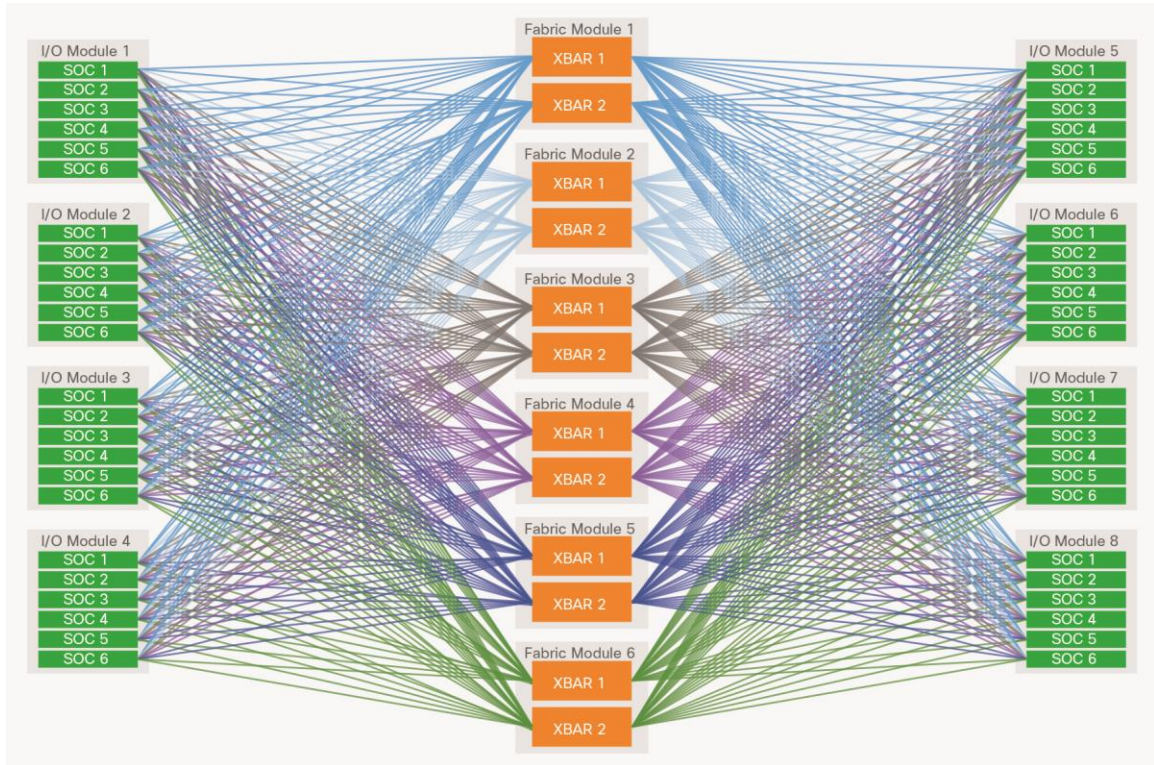 I/O Module 1
SOC 1
SOC 2
SOC 3
SOC 4
SOC 5
SOC 6
I/O Module 2
SOC 1
SOC 2
SOC 3
SOC 4
SOC 5
SOC 6
I/O Module 3
SOC 1
SOC 2
SOC 3
SOC 4
SOC 5
SOC 6
I/O Module 4
SOC 1
SOC 2
SOC 3
SOC 4
SOC 5
SOC 6
Fabric Module 1
XBAR 1
XBAR 2
Fabric Module 2
XBAR 1
XBAR 2
Fabric Module 3
XBAR 1
XBAR 2
Fabric Module 4
XBAR 1
XBAR 2
Fabric Module 5
XBAR 1
XBAR 2
Fabric Module 6
XBAR 1
XBAR 2
I/O Module 5
SOC 1
SOC 2
SOC 3
SOC 4
SOC 5
SOC 6
I/O Module 6
SOC 1
SOC 2
SOC 3
SOC 4
SOC 5
SOC 6
I/O Module 7
SOC 1
SOC 2
SOC 3
SOC 4
SOC 5
SOC 6
I/O Module 8
SOC 1
SOC 2
SOC 3
SOC 4
SOC 5
SOC 6